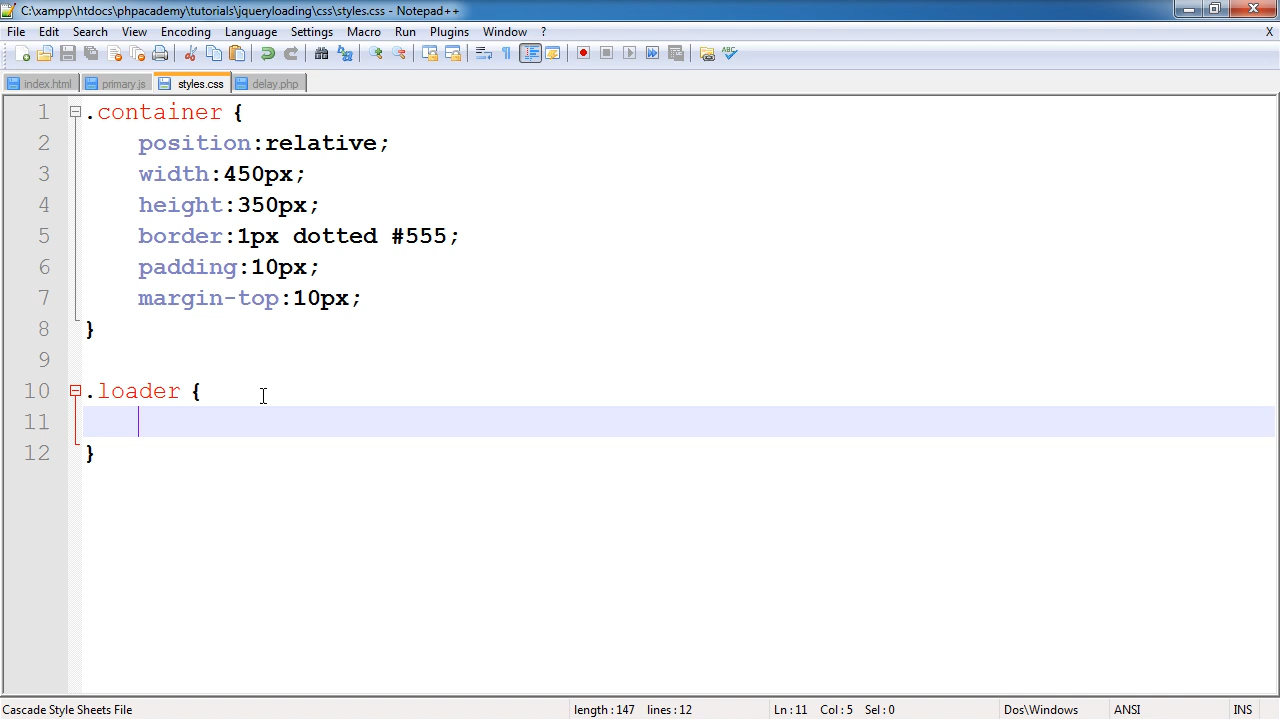 C:\xampp\htdocs\phpacademy\tutorials\jqueryloading\css\styles.css - Notepad++
File Edit Search View Encoding Language Settings Macro Run Plugins Window ? X
index.html primary.js styles.css delay.php
1 .container {
2 position:relative;
3 width:450px;
4 height:350px;
5 border:1px dotted #555;
6 padding:10px;
7 margin-top:10px;
8 }
9
10 .loader {
11
12 }
Cascade Style Sheets File length:147 lines:12 Ln:11 Col:5 Sel:0 Dos\Windows ANSI INS